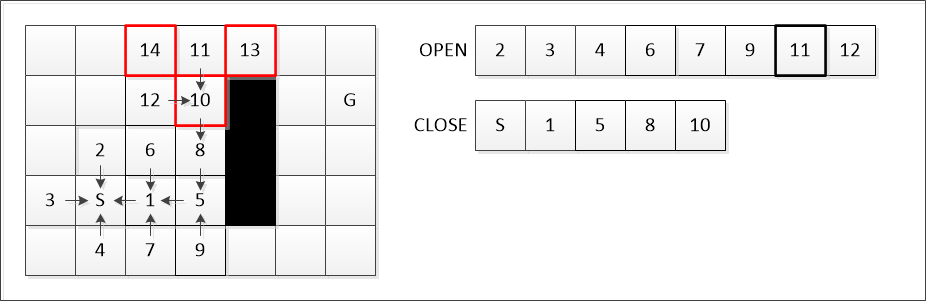 14 11 13
OPEN 2 3 4 6 7 9 11 12
12 10 G
CLOSE S 1 5 8 10
2 6 8
3 S 1 5
4 7 9